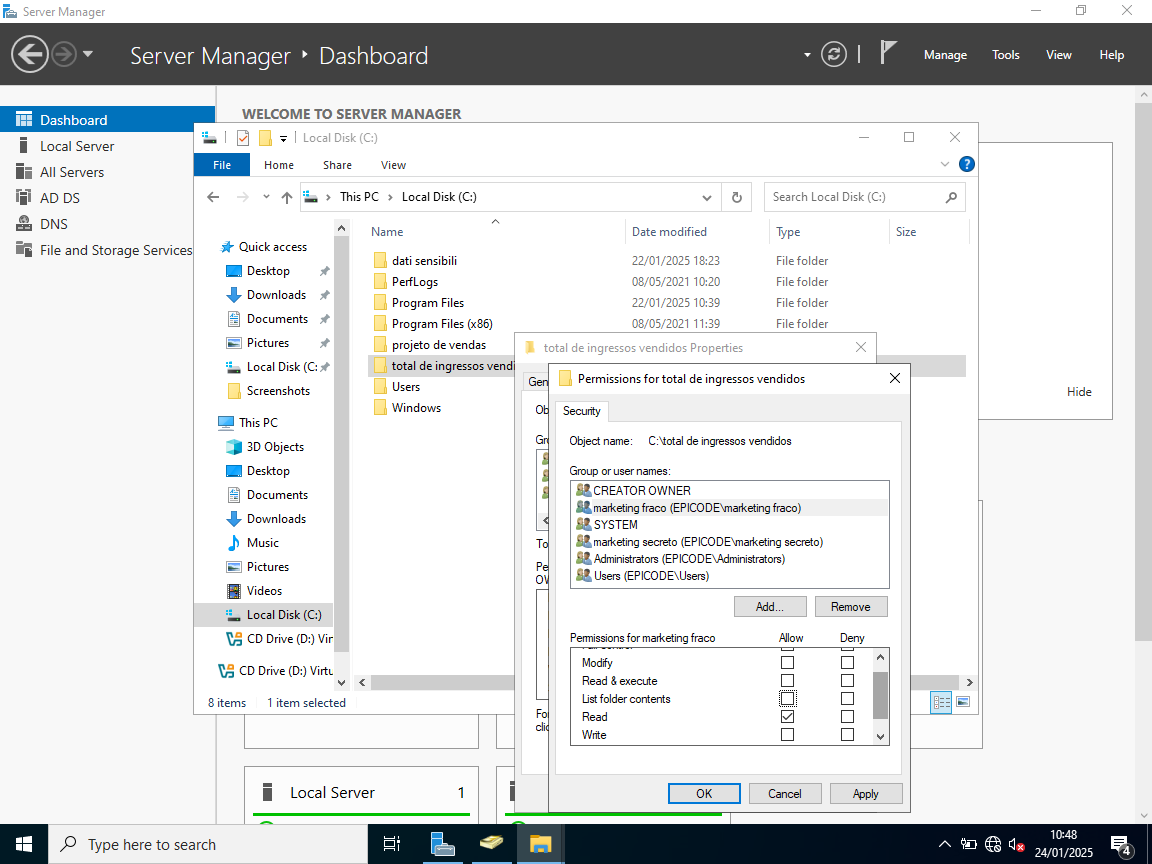 Server Manager
Server Manager ‣ Dashboard
Manage Tools View Help
Dashboard
Local Server
All Servers
AD DS
DNS
File and Storage Services
WELCOME TO SERVER MANAGER
Hide
Local Disk (C:)
File Home Share View
This PC > Local Disk (C:)
Search Local Disk (C:)
Quick access
Desktop
Downloads
Documents
Pictures
Local Disk (C:
Screenshots
This PC
3D Objects
Desktop
Documents
Downloads
Music
Pictures
Videos
Local Disk (C:)
CD Drive (D:) Vir
CD Drive (D:) Virtu
Name Date modified Type Size
dati sensibili 22/01/2025 18:23 File folder
PerfLogs 08/05/2021 10:20 File folder
Program Files 22/01/2025 10:39 File folder
Program Files (x86) 08/05/2021 11:39 File folder
projeto de vendas
total de ingressos vendi
Users
Windows
8 items 1 item selected
total de ingressos vendidos Properties
Gen
Ob
Gro
To
Pe
OW
For
clic
Permissions for total de ingressos vendidos
Security
Object name: C:\total de ingressos vendidos
Group or user names:
CREATOR OWNER
marketing fraco (EPICODE\marketing fraco)
SYSTEM
marketing secreto (EPICODE\marketing secreto)
Administrators (EPICODE\Administrators)
Users (EPICODE\Users)
Add... Remove
Permissions for marketing fraco Allow Deny
Modify
Read & execute
List folder contents
Read
Write
OK Cancel Apply
Local Server 1
Type here to search
10:48
24/01/2025
4